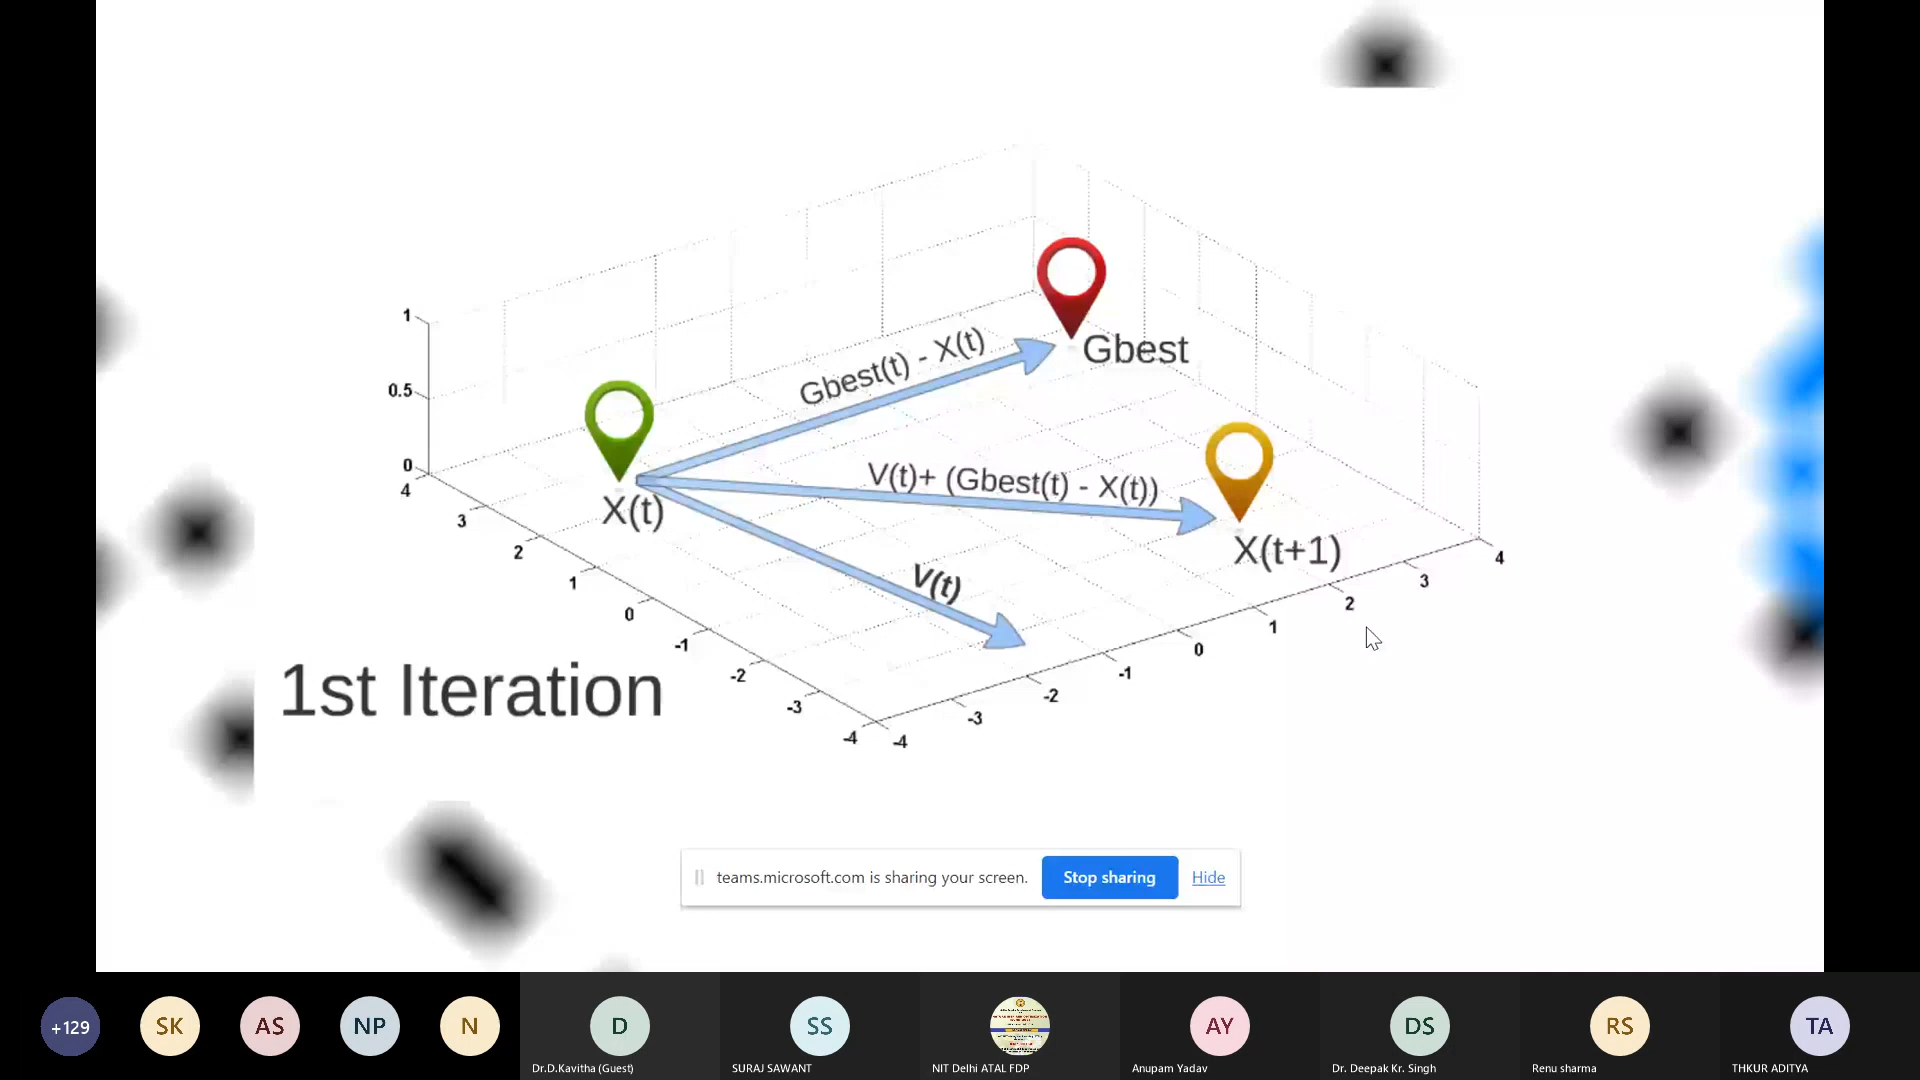 Gbest(t) - X(t)
Gbest
V(t)+ (Gbest(t) - X(t))
X(t)
X(t+1)
V(t)
1
0.5
0
4
3
2
1
0
-1
-2
-3
-4
-4
-3
-2
-1
0
1
2
3
4
1st Iteration
teams.microsoft.com is sharing your screen.
Stop sharing
Hide
+129
SK
AS
NP
N
D
SS
AY
DS
RS
TA
Dr.D.Kavitha (Guest)
SURAJ SAWANT
NIT Delhi ATAL FDP
Anupam Yadav
Dr. Deepak Kr. Singh
Renu sharma
THKUR ADITYA